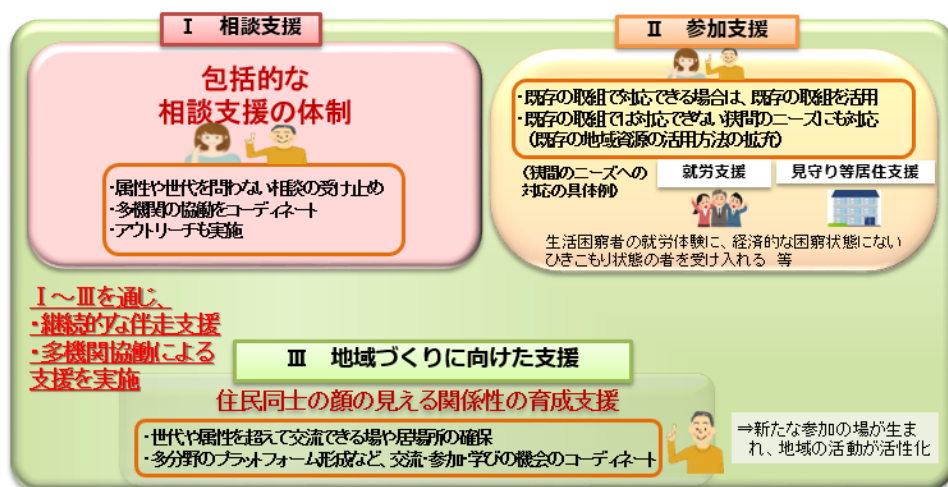 Ⅰ 相談支援
包括的な
相談支援の体制
・属性や世代を問わない相談の受け止め
・多機関の協働をコーディネート
・アウトリーチも実施
Ⅱ 参加支援
・既存の取組で対応できる場合は、既存の取組を活用
・既存の取組では対応できない狭間のニーズにも対応
（既存の地域資源の活用方法の拡充）
（狭間のニーズへの
対応の具体例）
就労支援
見守り等居住支援
生活困窮者の就労体験に、経済的な困窮状態にない
ひきこもり状態の者を受け入れる 等
Ⅰ～Ⅲを通じ、
・継続的な伴走支援
・多機関協働による
支援を実施
Ⅲ 地域づくりに向けた支援
住民同士の顔の見える関係性の育成支援
・世代や属性を超えて交流できる場や居場所の確保
・多分野のプラットフォーム形成など、交流・参加・学びの機会のコーディネート
⇒新たな参加の場が生ま
れ、地域の活動が活性化